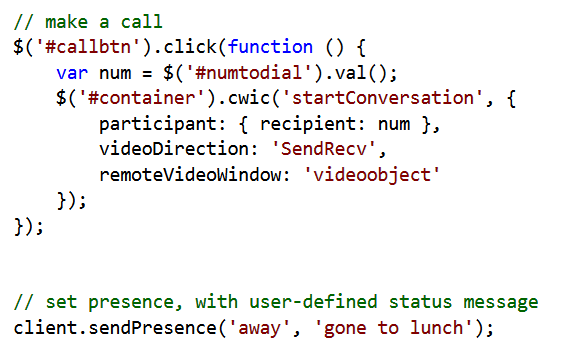 // make a call
$('#callbtn').click(function () {
    var num = $('#numtodial').val();
    $('#container').cwic('startConversation', {
        participant: { recipient: num },
        videoDirection: 'SendRecv',
        remoteVideoWindow: 'videoobject'
    });
});
// set presence, with user-defined status message
client.sendPresence('away', 'gone to lunch');